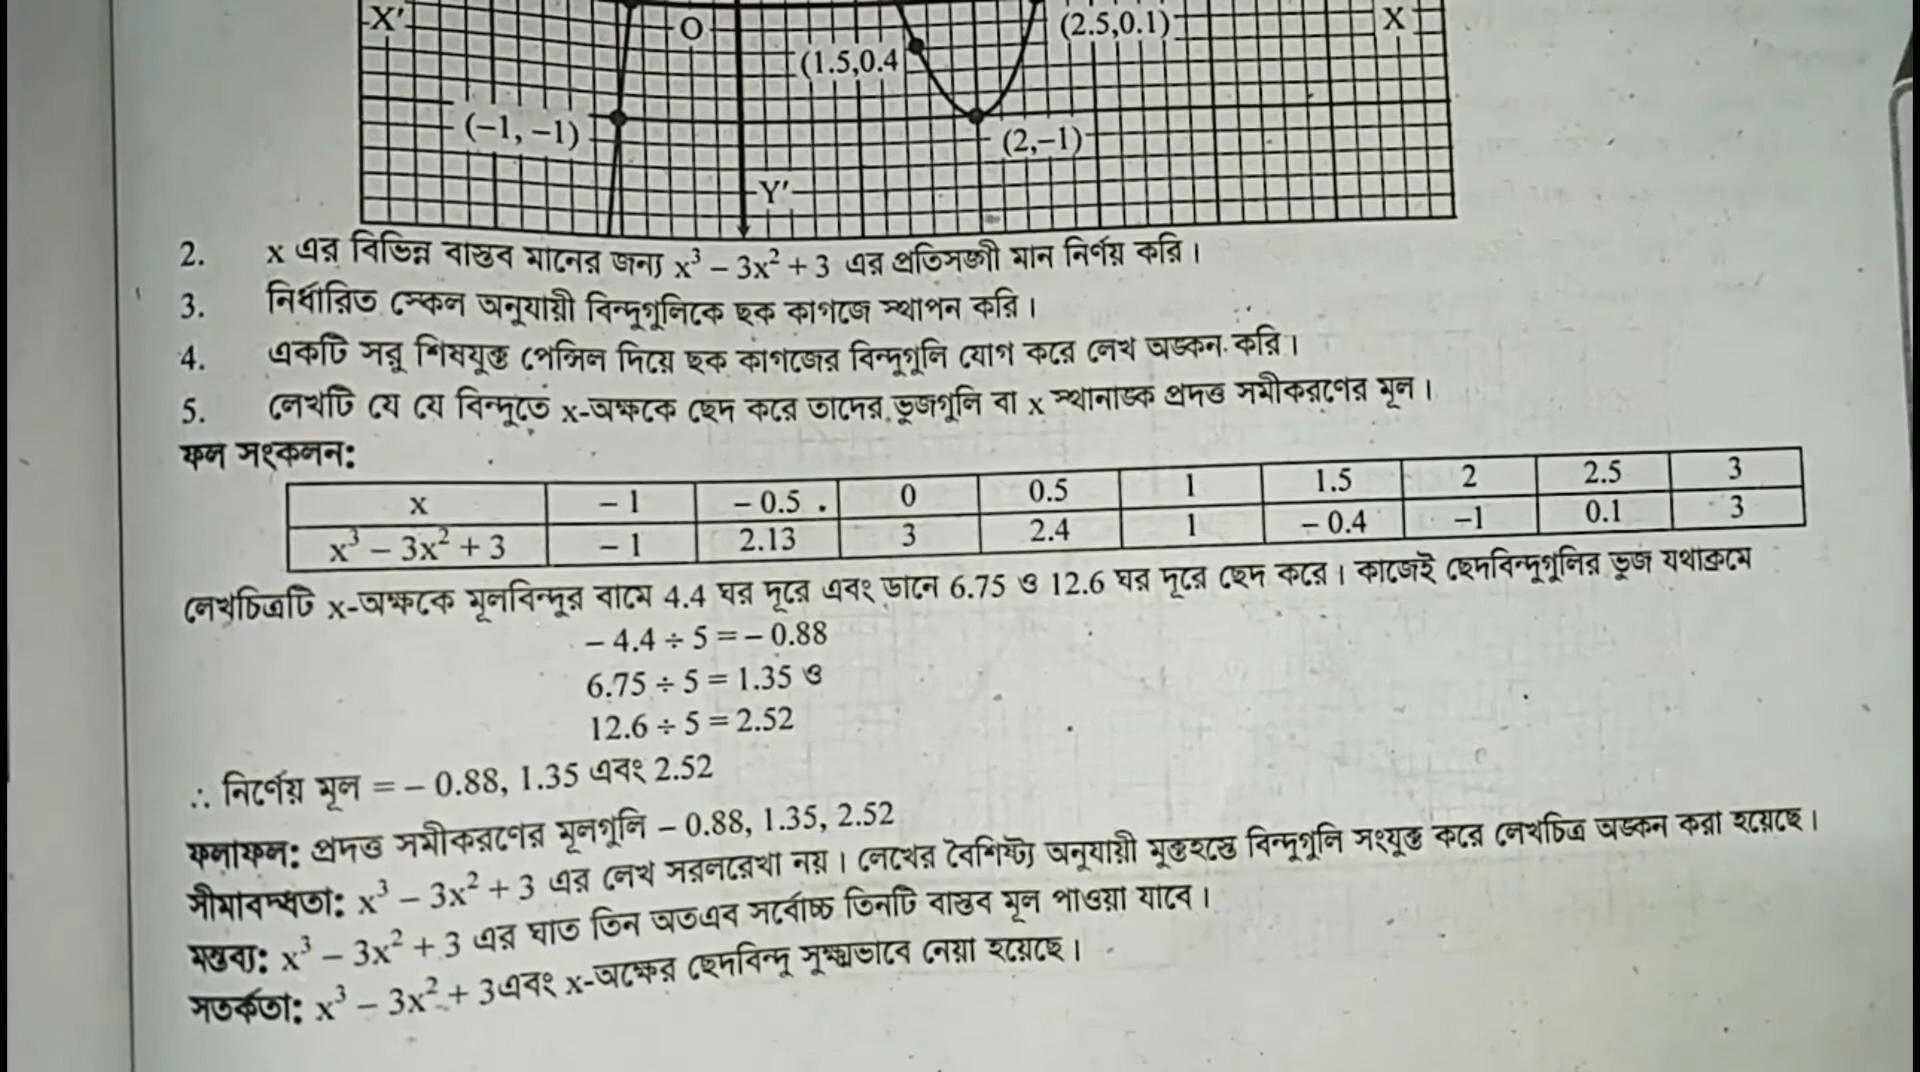 X′ O (2.5,0.1) X
(1.5,0.4
(−1, −1) (2,−1)
Y′
2. x এর বিভিন্ন বাস্তব মানের জন্য x³ − 3x² + 3 এর প্রতিসঙ্গী মান নির্ণয় করি।
3. নির্ধারিত স্কেল অনুযায়ী বিন্দুগুলিকে ছক কাগজে স্থাপন করি।
4. একটি সরু শিষযুক্ত পেন্সিল দিয়ে ছক কাগজের বিন্দুগুলি যোগ করে লেখ অঙ্কন করি।
5. লেখটি যে যে বিন্দুতে x-অক্ষকে ছেদ করে তাদের ভূজগুলি বা x স্থানাঙ্ক প্রদত্ত সমীকরণের মূল।
ফল সংকলন:
x − 1 − 0.5 0 0.5 1 1.5 2 2.5 3
x³ − 3x² + 3 − 1 2.13 3 2.4 1 − 0.4 −1 0.1 3
লেখচিত্রটি x-অক্ষকে মূলবিন্দুর বামে 4.4 ঘর দূরে এবং ডানে 6.75 ও 12.6 ঘর দূরে ছেদ করে। কাজেই ছেদবিন্দুগুলির ভূজ যথাক্রমে
− 4.4 ÷ 5 = − 0.88
6.75 ÷ 5 = 1.35 ও
12.6 ÷ 5 = 2.52
∴ নির্ণেয় মূল = − 0.88, 1.35 এবং 2.52
ফলাফল: প্রদত্ত সমীকরণের মূলগুলি − 0.88, 1.35, 2.52
সীমাবদ্ধতা: x³ − 3x² + 3 এর লেখ সরলরেখা নয়। লেখের বৈশিষ্ট্য অনুযায়ী মুক্তহস্তে বিন্দুগুলি সংযুক্ত করে লেখচিত্র অঙ্কন করা হয়েছে।
মন্তব্য: x³ − 3x² + 3 এর ঘাত তিন অতএব সর্বোচ্চ তিনটি বাস্তব মূল পাওয়া যাবে।
সতর্কতা: x³ − 3x² + 3এবং x-অক্ষের ছেদবিন্দু সূক্ষ্মভাবে নেয়া হয়েছে।